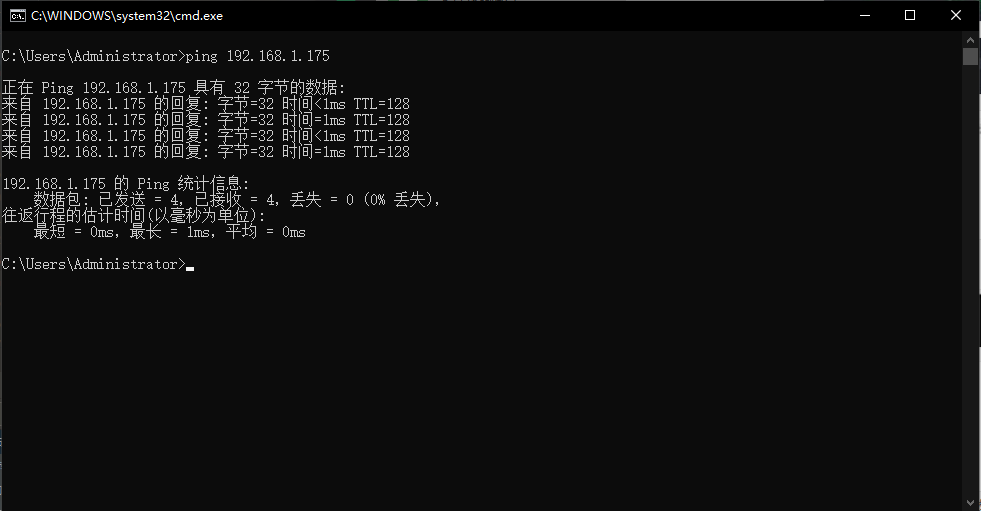 C:\WINDOWS\system32\cmd.exe
C:\Users\Administrator>ping 192.168.1.175
正在 Ping 192.168.1.175 具有 32 字节的数据:
来自 192.168.1.175 的回复: 字节=32 时间<1ms TTL=128
来自 192.168.1.175 的回复: 字节=32 时间=1ms TTL=128
来自 192.168.1.175 的回复: 字节=32 时间<1ms TTL=128
来自 192.168.1.175 的回复: 字节=32 时间=1ms TTL=128
192.168.1.175 的 Ping 统计信息:
数据包: 已发送 = 4，已接收 = 4，丢失 = 0 (0% 丢失)，
往返行程的估计时间(以毫秒为单位):
最短 = 0ms，最长 = 1ms，平均 = 0ms
C:\Users\Administrator>